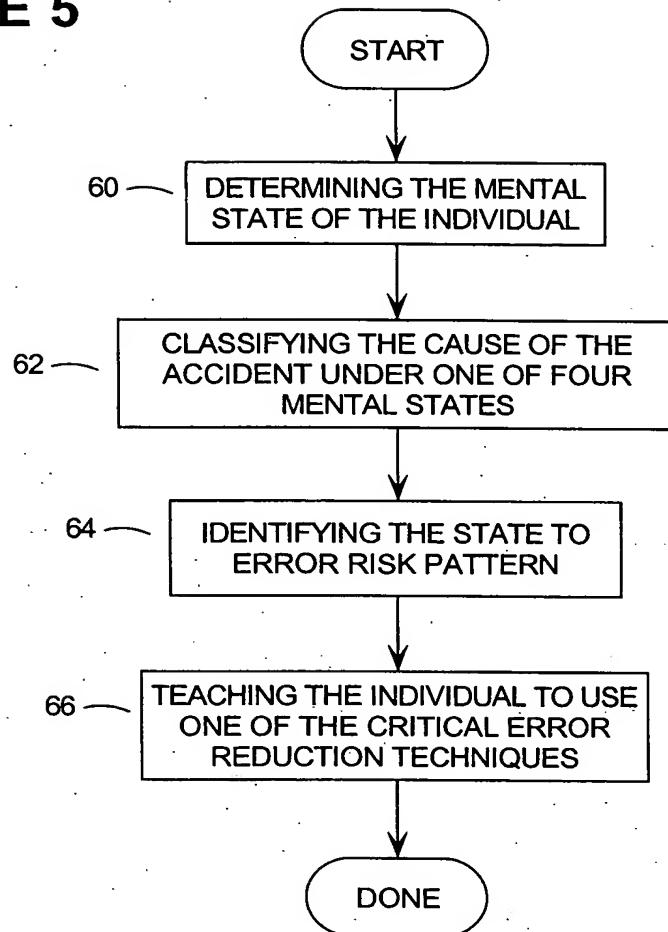 E 5
START
60
DETERMINING THE MENTAL
STATE OF THE INDIVIDUAL
62
CLASSIFYING THE CAUSE OF THE
ACCIDENT UNDER ONE OF FOUR
MENTAL STATES
64
IDENTIFYING THE STATE TO
ERROR RISK PATTERN
66
TEACHING THE INDIVIDUAL TO USE
ONE OF THE CRITICAL ERROR
REDUCTION TECHNIQUES
DONE